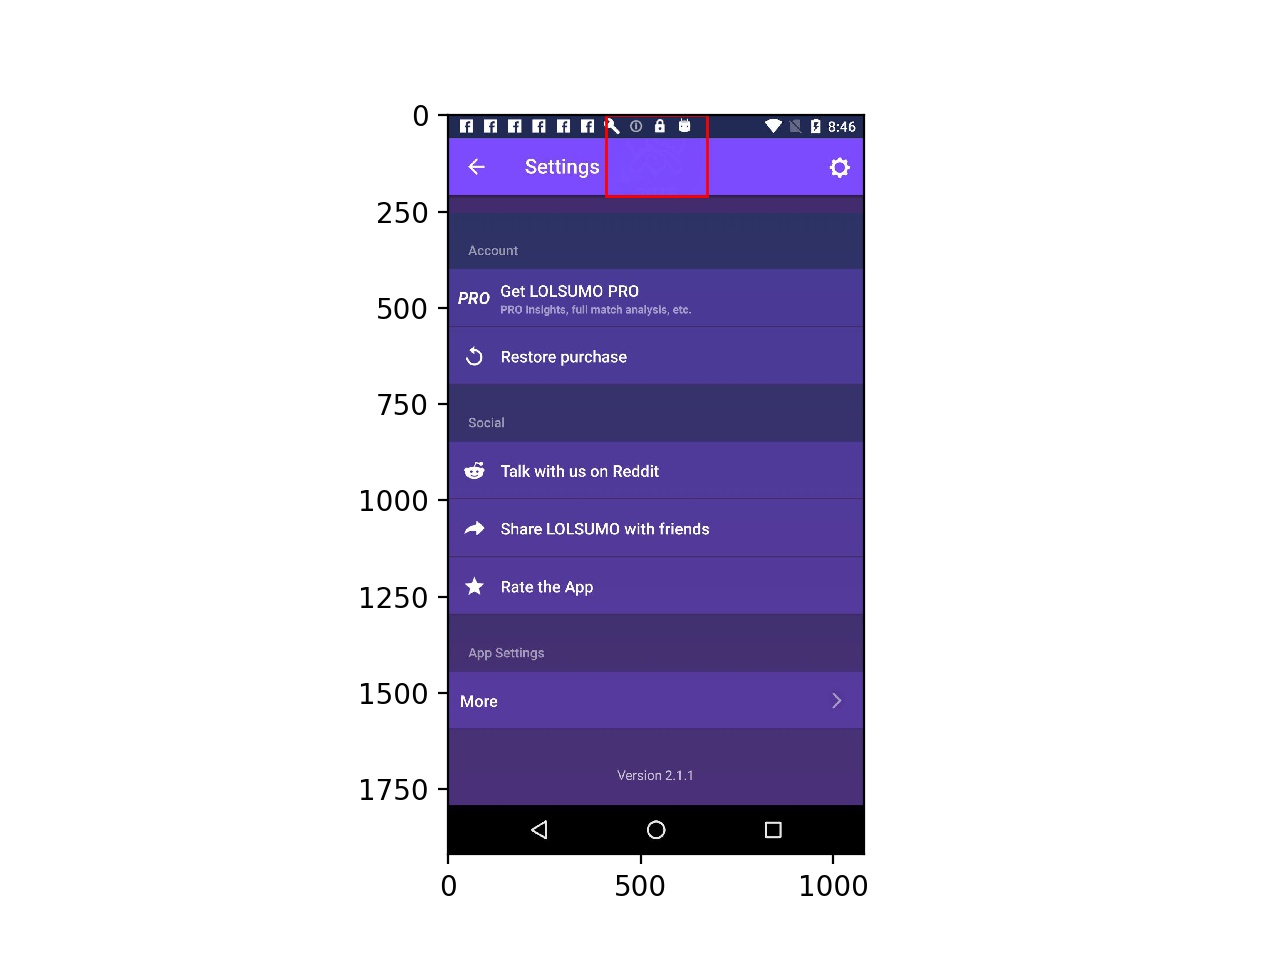 0
8:46
Settings
250
Account
PRO
Get LOLSUMO PRO
500
PRO Insights, full match analysis, etc.
Restore purchase
750
Social
Talk with us on Reddit
1000
Share LOLSUMO with friends
1250
Rate the App
App Settings
1500
More
Version 2.1.1
1750
0 500 1000